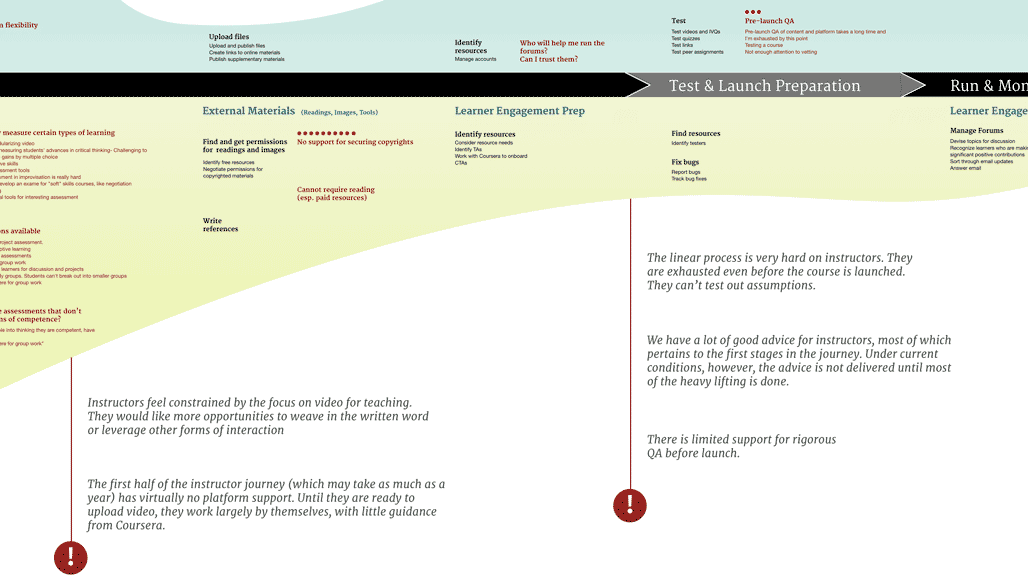 n flexibility
Upload files
Upload and publish files
Create links to online materials
Publish supplementary materials
Identify
resources
Manage accounts
Who will help me run the
forums?
Can I trust them?
Test
Test videos and IVQs
Test quizzes
Test links
Test peer assessments
Pre-launch QA
Pre-launch QA of content and platform takes a long time and
I'm exhausted by this point
Testing a course
Not enough attention to vetting
Test & Launch Preparation
Run & Mon
measure certain types of learning
ularizing video
measuring students' advances in critical thinking- Challenging to
gains by multiple choice
ve skills
ssment tools
ment in improvisation is really hard
evelop an exame for "soft" skills courses, like negotiation
al tools for interesting assessment
ons available
roject assessment,
ptive learning
assessments
group work
learners for discussion and projects
dy groups. Students can't break out into smaller groups
ere for group work
e assessments that don't
ns of competence?
ple into thinking they are competent, have
ere for group work"
External Materials (Readings, Images, Tools)
Find and get permissions
for readings and images
Identify free resources
Negotiate permissions for
copyrighted materials
No support for securing copyrights
Cannot require reading
(esp. paid resources)
Write
references
Learner Engagement Prep
Identify resources
Consider resource needs
Identify TAs
Work with Coursera to onboard
CTAs
Find resources
Identify testers
Fix bugs
Report bugs
Track bug fixes
Learner Engage
Manage Forums
Devise topics for discussion
Recognize learners who are maki
significant positive contributions
Sort through email updates
Answer email
Instructors feel constrained by the focus on video for teaching.
They would like more opportunities to weave in the written word
or leverage other forms of interaction
The first half of the instructor journey (which may take as much as a
year) has virtually no platform support. Until they are ready to
upload video, they work largely by themselves, with little guidance
from Coursera.
!
The linear process is very hard on instructors. They
are exhausted even before the course is launched.
They can't test out assumptions.
We have a lot of good advice for instructors, most of which
pertains to the first stages in the journey. Under current
conditions, however, the advice is not delivered until most
of the heavy lifting is done.
There is limited support for rigorous
QA before launch.
!